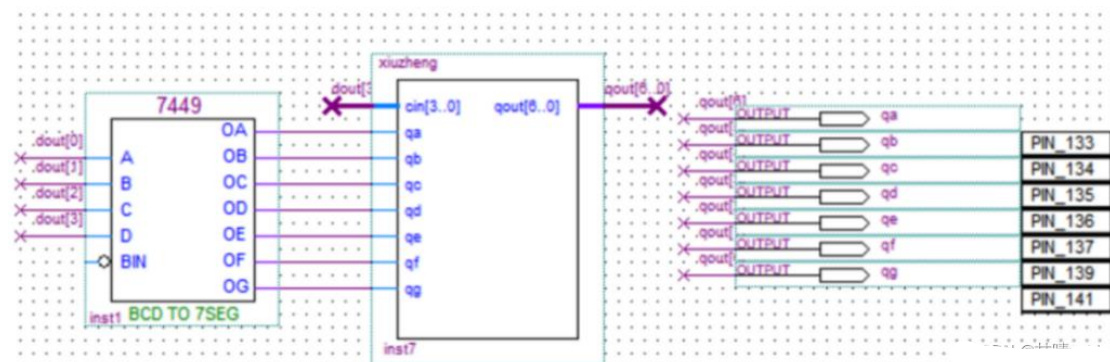 xiuzheng
7449
.dout[0]
.dout[1]
.dout[2]
.dout[3]
A
B
C
D
BIN
OA
OB
OC
OD
OE
OF
OG
inst1
BCD TO 7SEG
cin[3..0]
qout[6..0]
qa
qb
qc
qd
qe
qf
qg
inst7
qout[6..0]
OUTPUT
qa
OUTPUT
qb
OUTPUT
qc
OUTPUT
qd
OUTPUT
qe
OUTPUT
qf
OUTPUT
qg
PIN_133
PIN_134
PIN_135
PIN_136
PIN_137
PIN_139
PIN_141